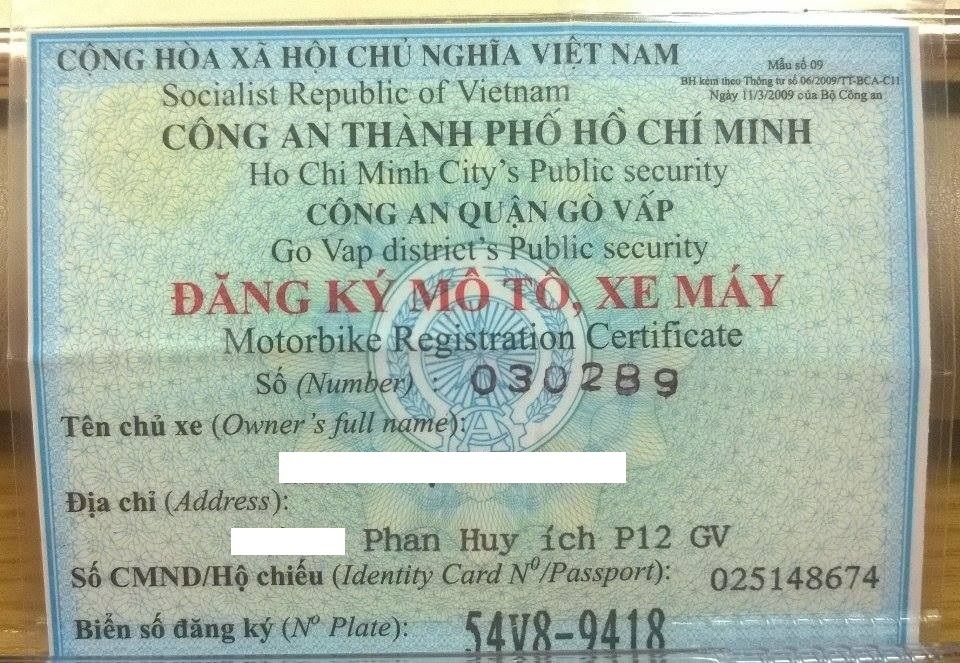 CỘNG HÒA XÃ HỘI CHỦ NGHĨA VIỆT NAM
Socialist Republic of Vietnam
Mẫu số 09
BH kèm theo Thông tư số 06/2009/TT-BCA-C11
Ngày 11/3/2009 của Bộ Công an
CÔNG AN THÀNH PHỐ HỒ CHÍ MINH
Ho Chi Minh City's Public security
CÔNG AN QUẬN GÒ VẤP
Go Vap district's Public security
ĐĂNG KÝ MÔ TÔ, XE MÁY
Motorbike Registration Certificate
Số (Number) : 030289
Tên chủ xe (Owner's full name):
Địa chỉ (Address):
Phan Huy ích P12 GV
Số CMND/Hộ chiếu (Identity Card Nº/Passport): 025148674
Biển số đăng ký (Nº Plate): 54V8-9418